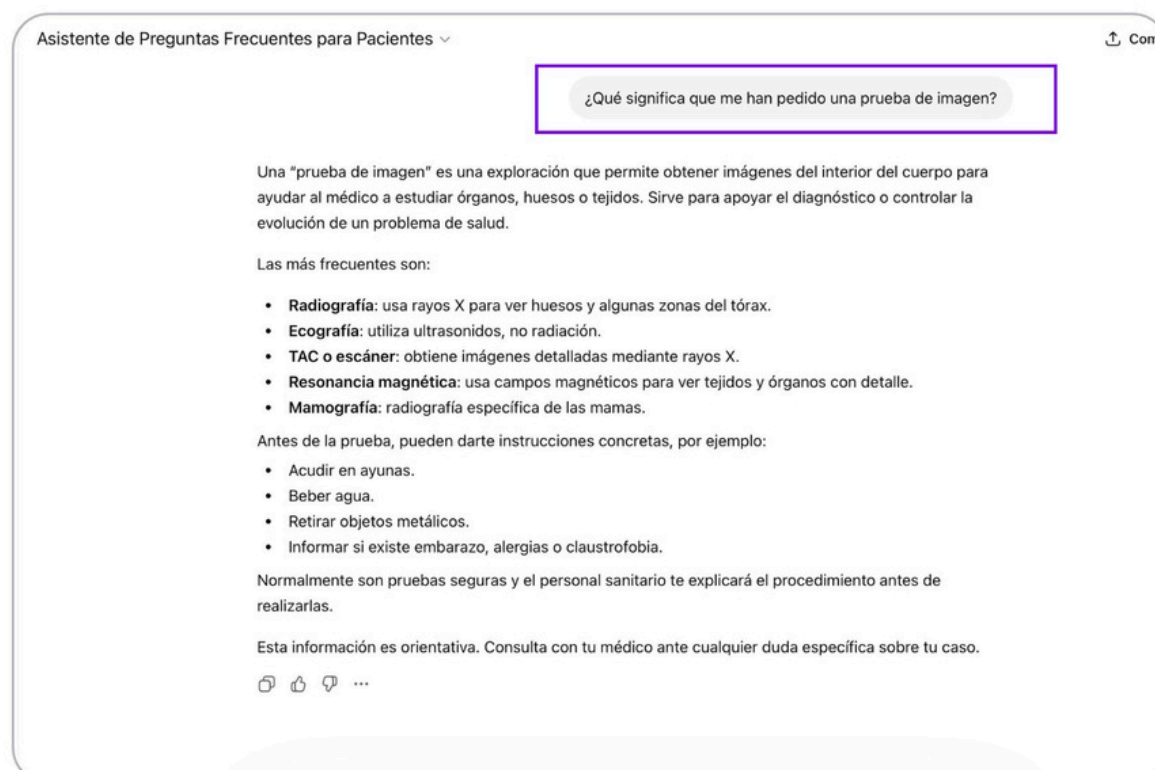 Asistente de Preguntas Frecuentes para Pacientes
Com
¿Qué significa que me han pedido una prueba de imagen?
Una “prueba de imagen” es una exploración que permite obtener imágenes del interior del cuerpo para
ayudar al médico a estudiar órganos, huesos o tejidos. Sirve para apoyar el diagnóstico o controlar la
evolución de un problema de salud.
Las más frecuentes son:
• Radiografía: usa rayos X para ver huesos y algunas zonas del tórax.
• Ecografía: utiliza ultrasonidos, no radiación.
• TAC o escáner: obtiene imágenes detalladas mediante rayos X.
• Resonancia magnética: usa campos magnéticos para ver tejidos y órganos con detalle.
• Mamografía: radiografía específica de las mamas.
Antes de la prueba, pueden darte instrucciones concretas, por ejemplo:
• Acudir en ayunas.
• Beber agua.
• Retirar objetos metálicos.
• Informar si existe embarazo, alergias o claustrofobia.
Normalmente son pruebas seguras y el personal sanitario te explicará el procedimiento antes de
realizarlas.
Esta información es orientativa. Consulta con tu médico ante cualquier duda específica sobre tu caso.